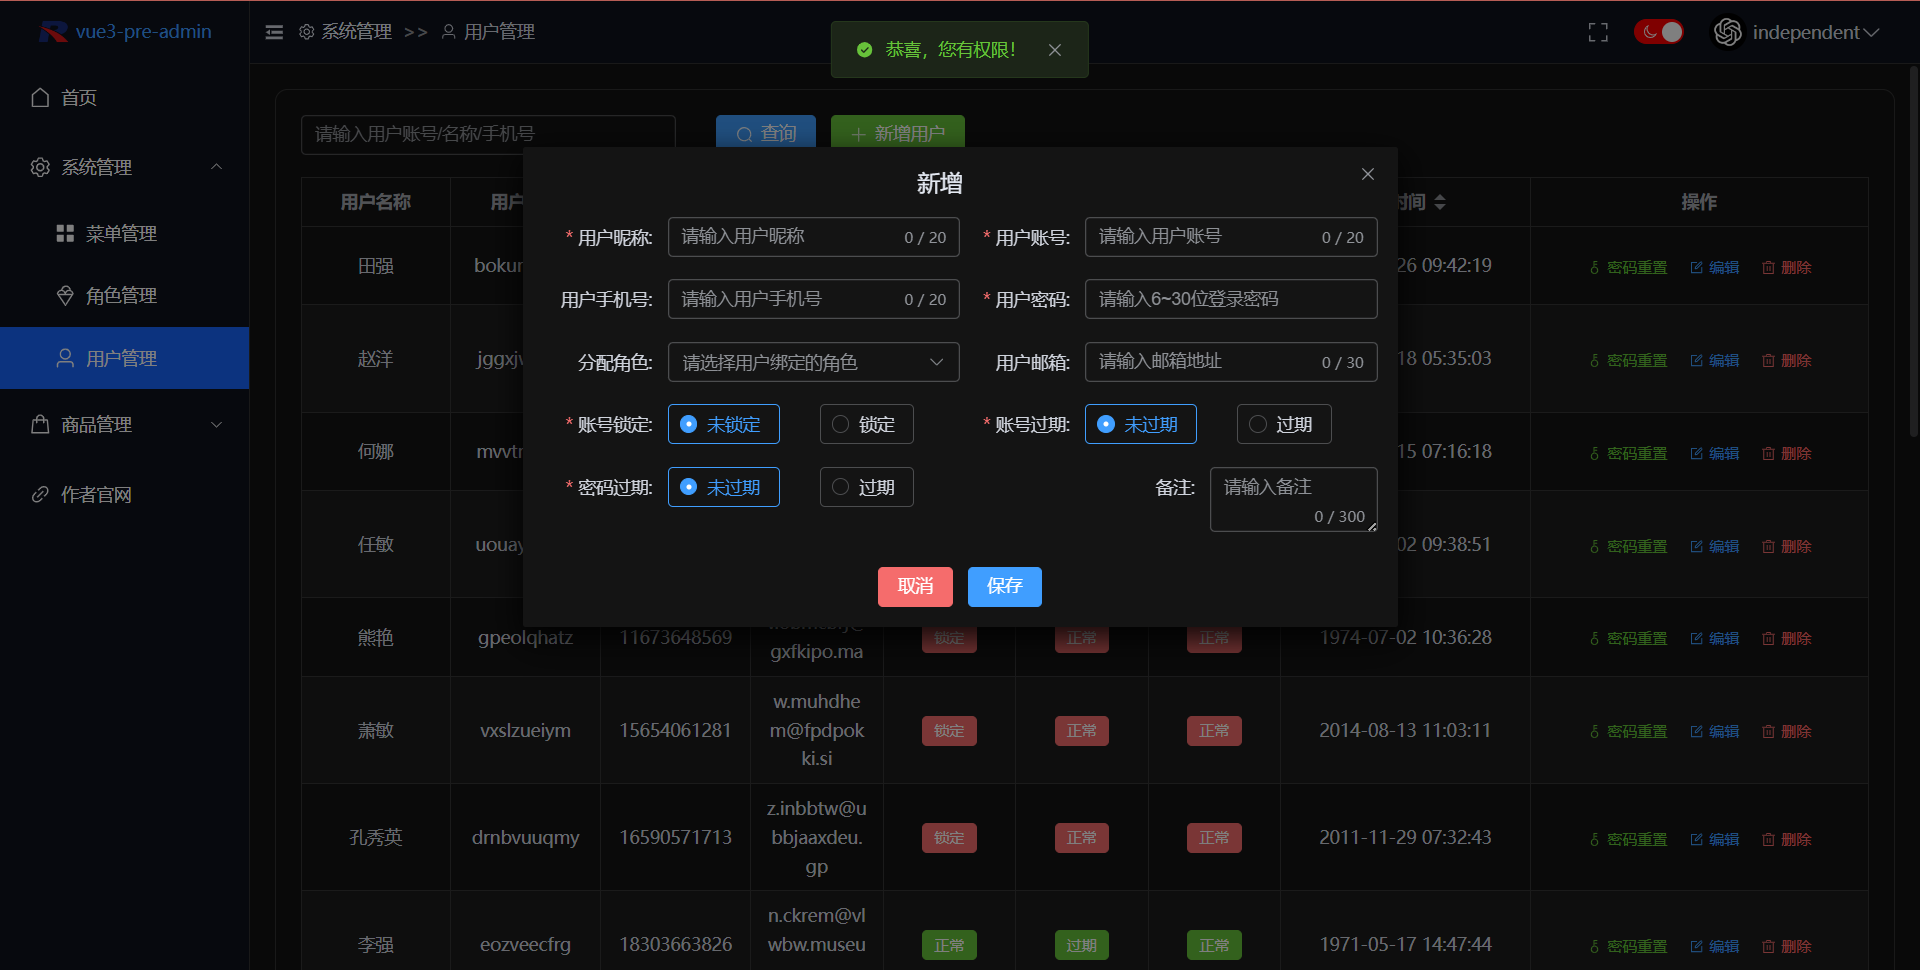 vue3-pre-admin
系统管理 >> 用户管理
恭喜，您有权限！
independent
首页
系统管理
菜单管理
角色管理
用户管理
商品管理
作者官网
请输入用户账号/名称/手机号
查询
新增用户
用户名称 用户 时间 操作
田强 bokur 26 09:42:19 密码重置 编辑 删除
赵洋 jggxjv 18 05:35:03 密码重置 编辑 删除
何娜 mvvtr 15 07:16:18 密码重置 编辑 删除
任敏 uouay 02 09:38:51 密码重置 编辑 删除
新增
* 用户昵称: 请输入用户昵称 0 / 20
* 用户账号: 请输入用户账号 0 / 20
用户手机号: 请输入用户手机号 0 / 20
* 用户密码: 请输入6~30位登录密码
分配角色: 请选择用户绑定的角色
用户邮箱: 请输入邮箱地址 0 / 30
* 账号锁定: 未锁定 锁定
* 账号过期: 未过期 过期
* 密码过期: 未过期 过期
备注: 请输入备注
0 / 300
取消 保存
熊艳 gpeolqhatz 11673648569 gxfkipo.ma 锁定 正常 正常 1974-07-02 10:36:28 密码重置 编辑 删除
萧敏 vxslzueiym 15654061281 w.muhdhe
m@fpdpok
ki.si 锁定 正常 正常 2014-08-13 11:03:11 密码重置 编辑 删除
孔秀英 drnbvuuqmy 16590571713 z.inbbtw@u
bbjaaxdeu.
gp 锁定 正常 正常 2011-11-29 07:32:43 密码重置 编辑 删除
李强 eozveecfrg 18303663826 n.ckrem@vl
wbw.museu 正常 过期 正常 1971-05-17 14:47:44 密码重置 编辑 删除